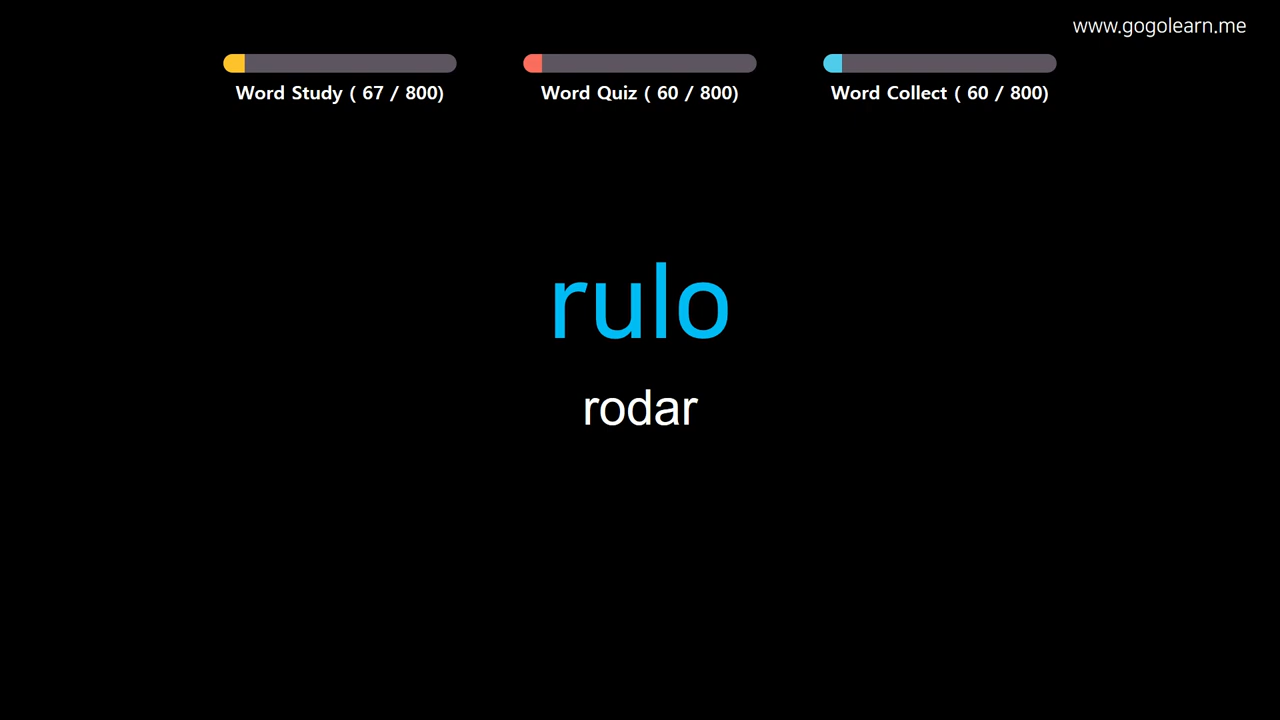 www.gogolearn.me
Word Study ( 67 / 800)
Word Quiz ( 60 / 800)
Word Collect ( 60 / 800)
rulo
rodar